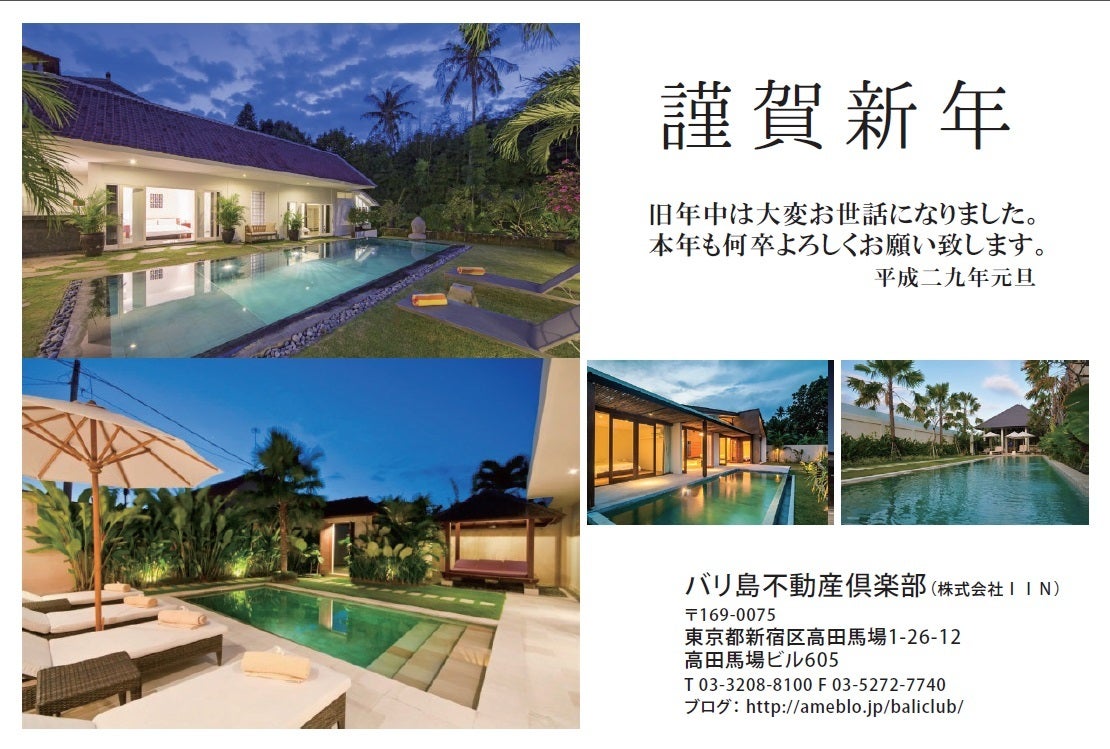 謹賀新年
旧年中は大変お世話になりました。
本年も何卒よろしくお願い致します。
平成二九年元旦
バリ島不動産倶楽部(株式会社ＩＩＮ)
〒169-0075
東京都新宿区高田馬場1-26-12
高田馬場ビル605
T 03-3208-8100 F 03-5272-7740
ブログ： http://ameblo.jp/baliclub/